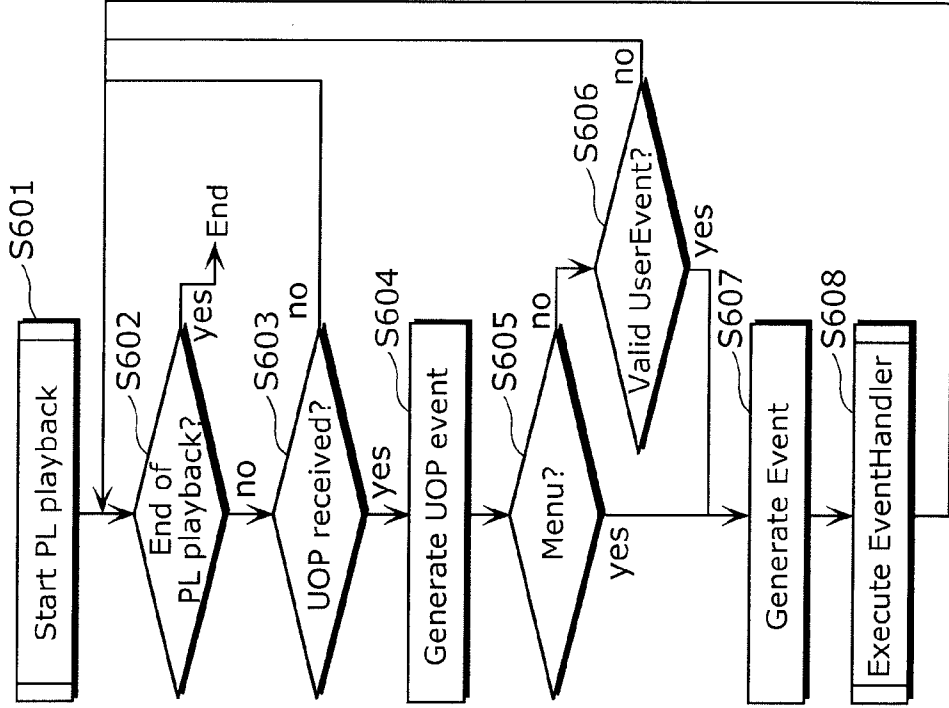 S601
Start PL playback
S602
End of
PL playback?
yes
End
no
S603
UOP received?
no
yes
S604
Generate UOP event
S605
Menu?
no
yes
S606
Valid UserEvent?
no
yes
S607
Generate Event
S608
Execute EventHandler